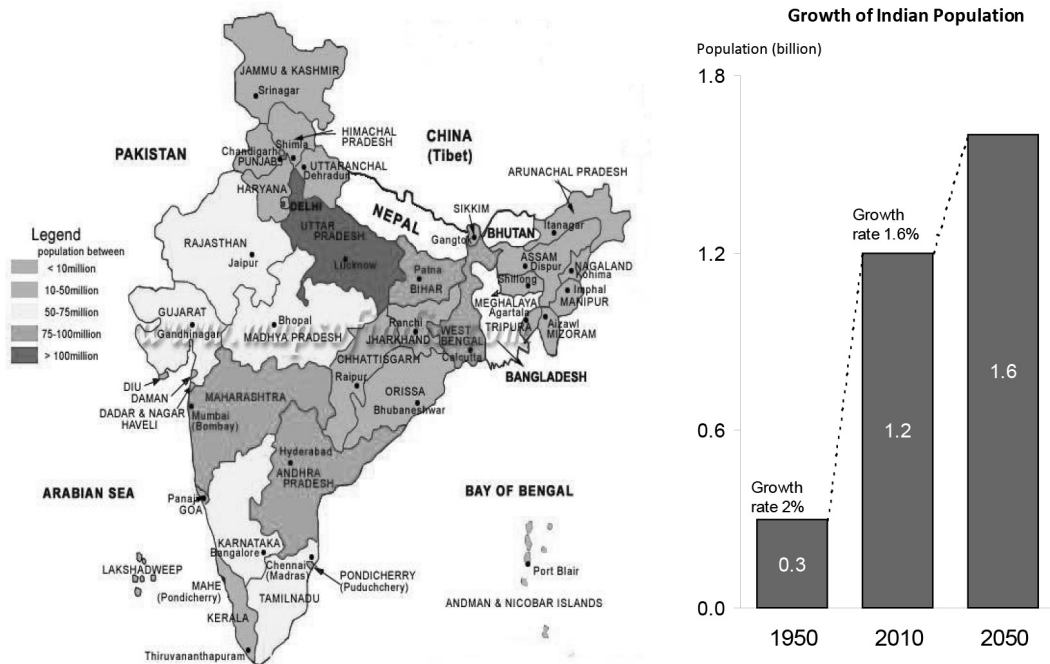 JAMMU & KASHMIR
Srinagar
HIMACHAL
PRADESH
Shimla
Chandigarh
PUNJAB
UTTARANCHAL
Dehradun
PAKISTAN
CHINA
(Tibet)
HARYANA
DELHI
ARUNACHAL PRADESH
NEPAL
SIKKIM
BHUTAN
Itanagar
Gangtok
UTTAR
PRADESH
Lucknow
RAJASTHAN
Jaipur
ASSAM
Dispur
NAGALAND
Kohima
Shillong
Imphal
MANIPUR
MEGHALAYA
Agartala
TRIPURA
Aizawl
MIZORAM
Patna
BIHAR
Legend
population between
< 10million
10-50million
50-75million
75-100million
> 100million
GUJARAT
Gandhinagar
Bhopal
MADHYA PRADESH
Ranchi
JHARKHAND
WEST
BENGAL
Calcutta
CHHATTISGARH
Raipur
BANGLADESH
DIU
DAMAN
DADAR & NAGAR
HAVELI
MAHARASHTRA
Mumbai
(Bombay)
ORISSA
Bhubaneshwar
Hyderabad
ANDHRA
PRADESH
ARABIAN SEA
BAY OF BENGAL
Panaji
GOA
KARNATAKA
Bangalore
Chennai
(Madras)
PONDICHERRY
(Puduchchery)
LAKSHADWEEP
MAHE
(Pondicherry)
TAMILNADU
KERALA
Thiruvananthapuram
Port Blair
ANDMAN & NICOBAR ISLANDS
Growth of Indian Population
Population (billion)
1.8
1.2
0.6
0.0
Growth
rate 2%
Growth
rate 1.6%
0.3
1.2
1.6
1950
2010
2050